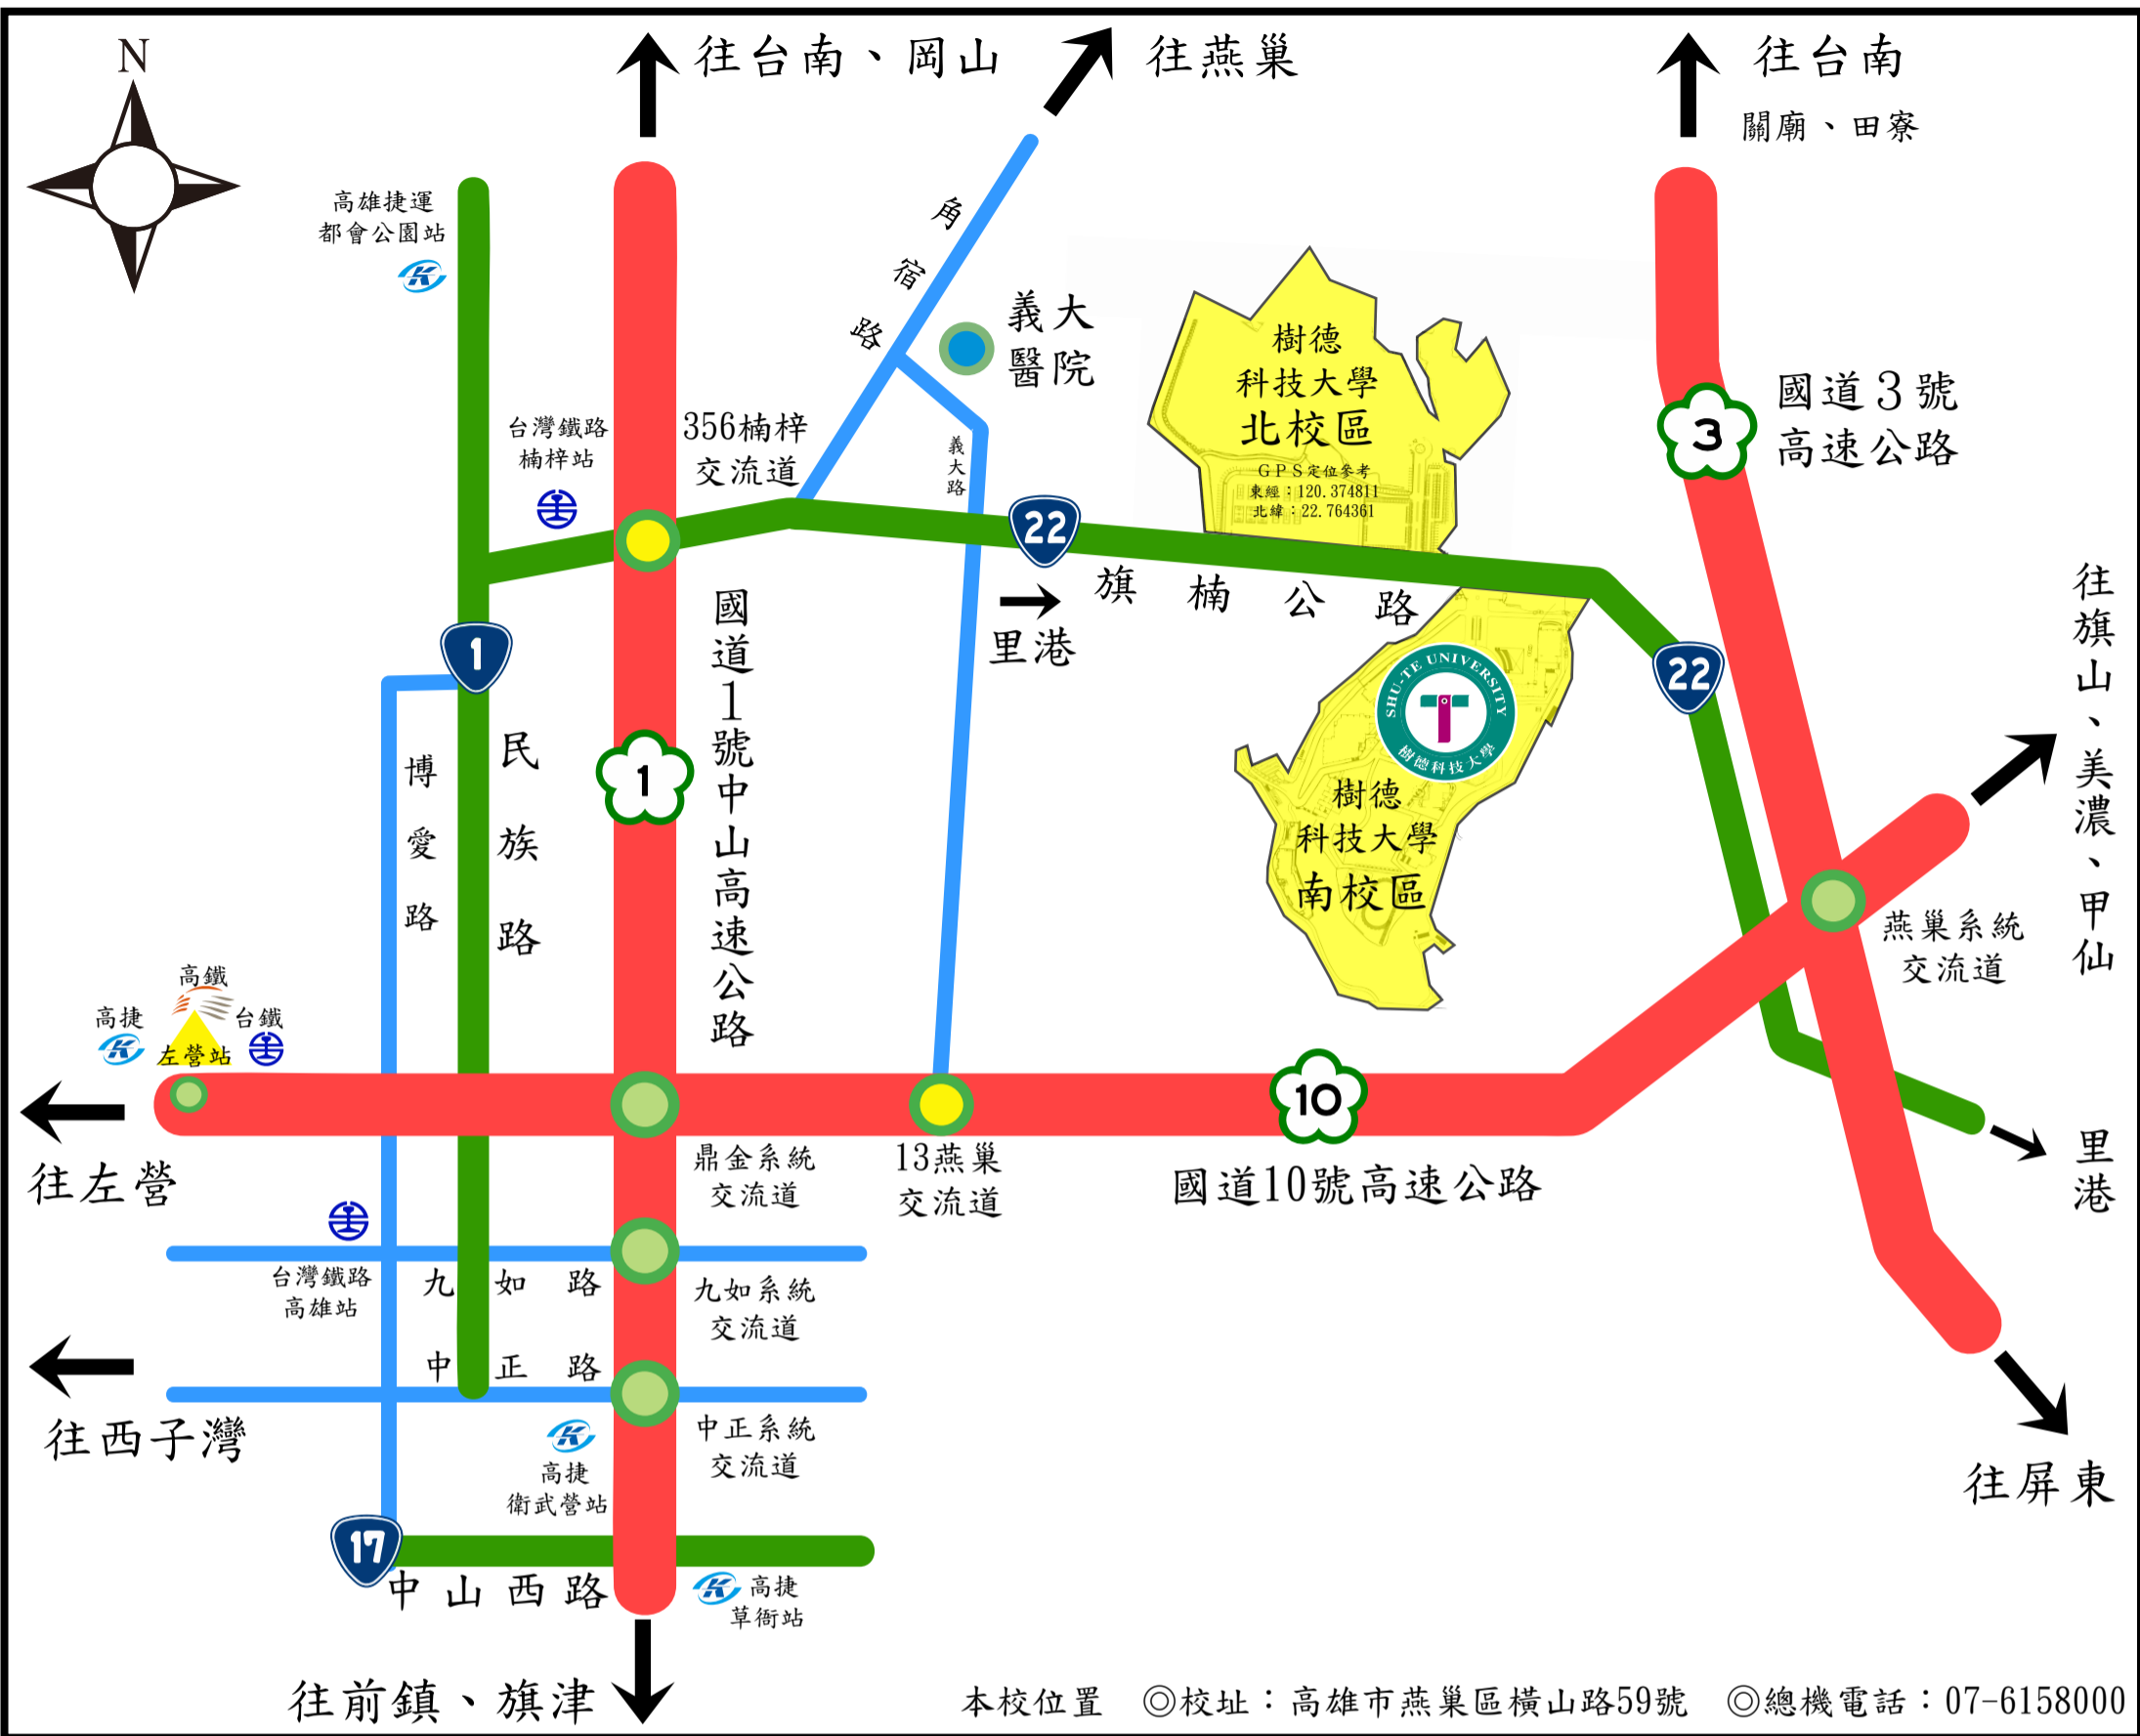 N
往台南、岡山
往燕巢
往台南
關廟、田寮
高雄捷運
都會公園站
角宿路
義大
醫院
樹德
科技大學
北校區
GPS定位參考
東經：120.374811
北緯：22.764361
3
國道3號
高速公路
台灣鐵路
楠梓站
356楠梓
交流道
義大路
22
旗楠公路
里港
1
國道1號中山高速公路
1
民族路
博愛路
SHU-TE UNIVERSITY
樹德科技大學
樹德
科技大學
南校區
22
往旗山、美濃、甲仙
燕巢系統
交流道
高鐵
高捷
台鐵
左營站
往左營
鼎金系統
交流道
13燕巢
交流道
10
國道10號高速公路
里港
台灣鐵路
高雄站
九如路
九如系統
交流道
中正路
往西子灣
中正系統
交流道
高捷
衛武營站
往屏東
17
中山西路
高捷
草衙站
往前鎮、旗津
本校位置 ◎校址：高雄市燕巢區橫山路59號 ◎總機電話：07-6158000